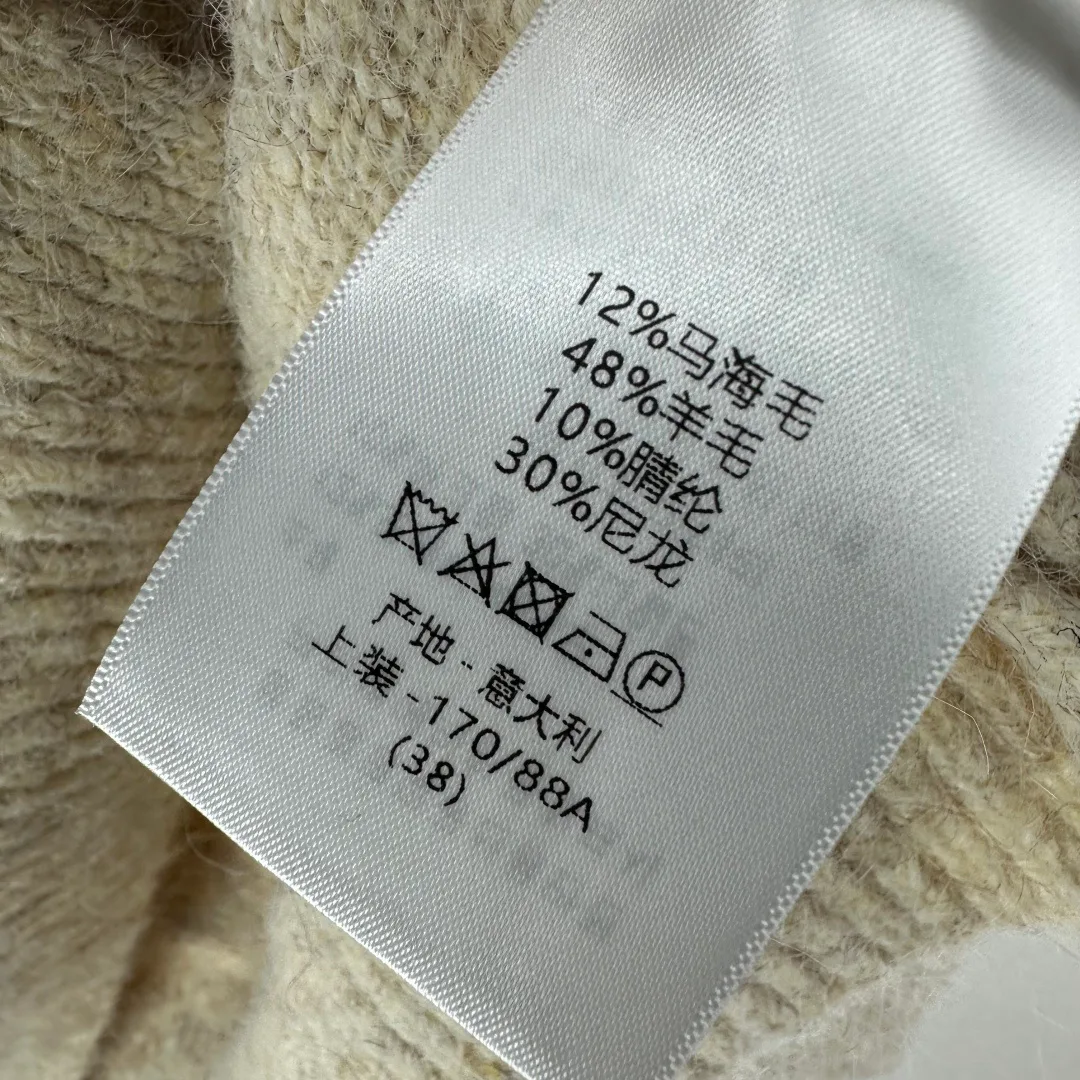 12%马海毛
48%羊毛
10%腈纶
30%尼龙
P
产地-意大利
上装-170/88A
(38)